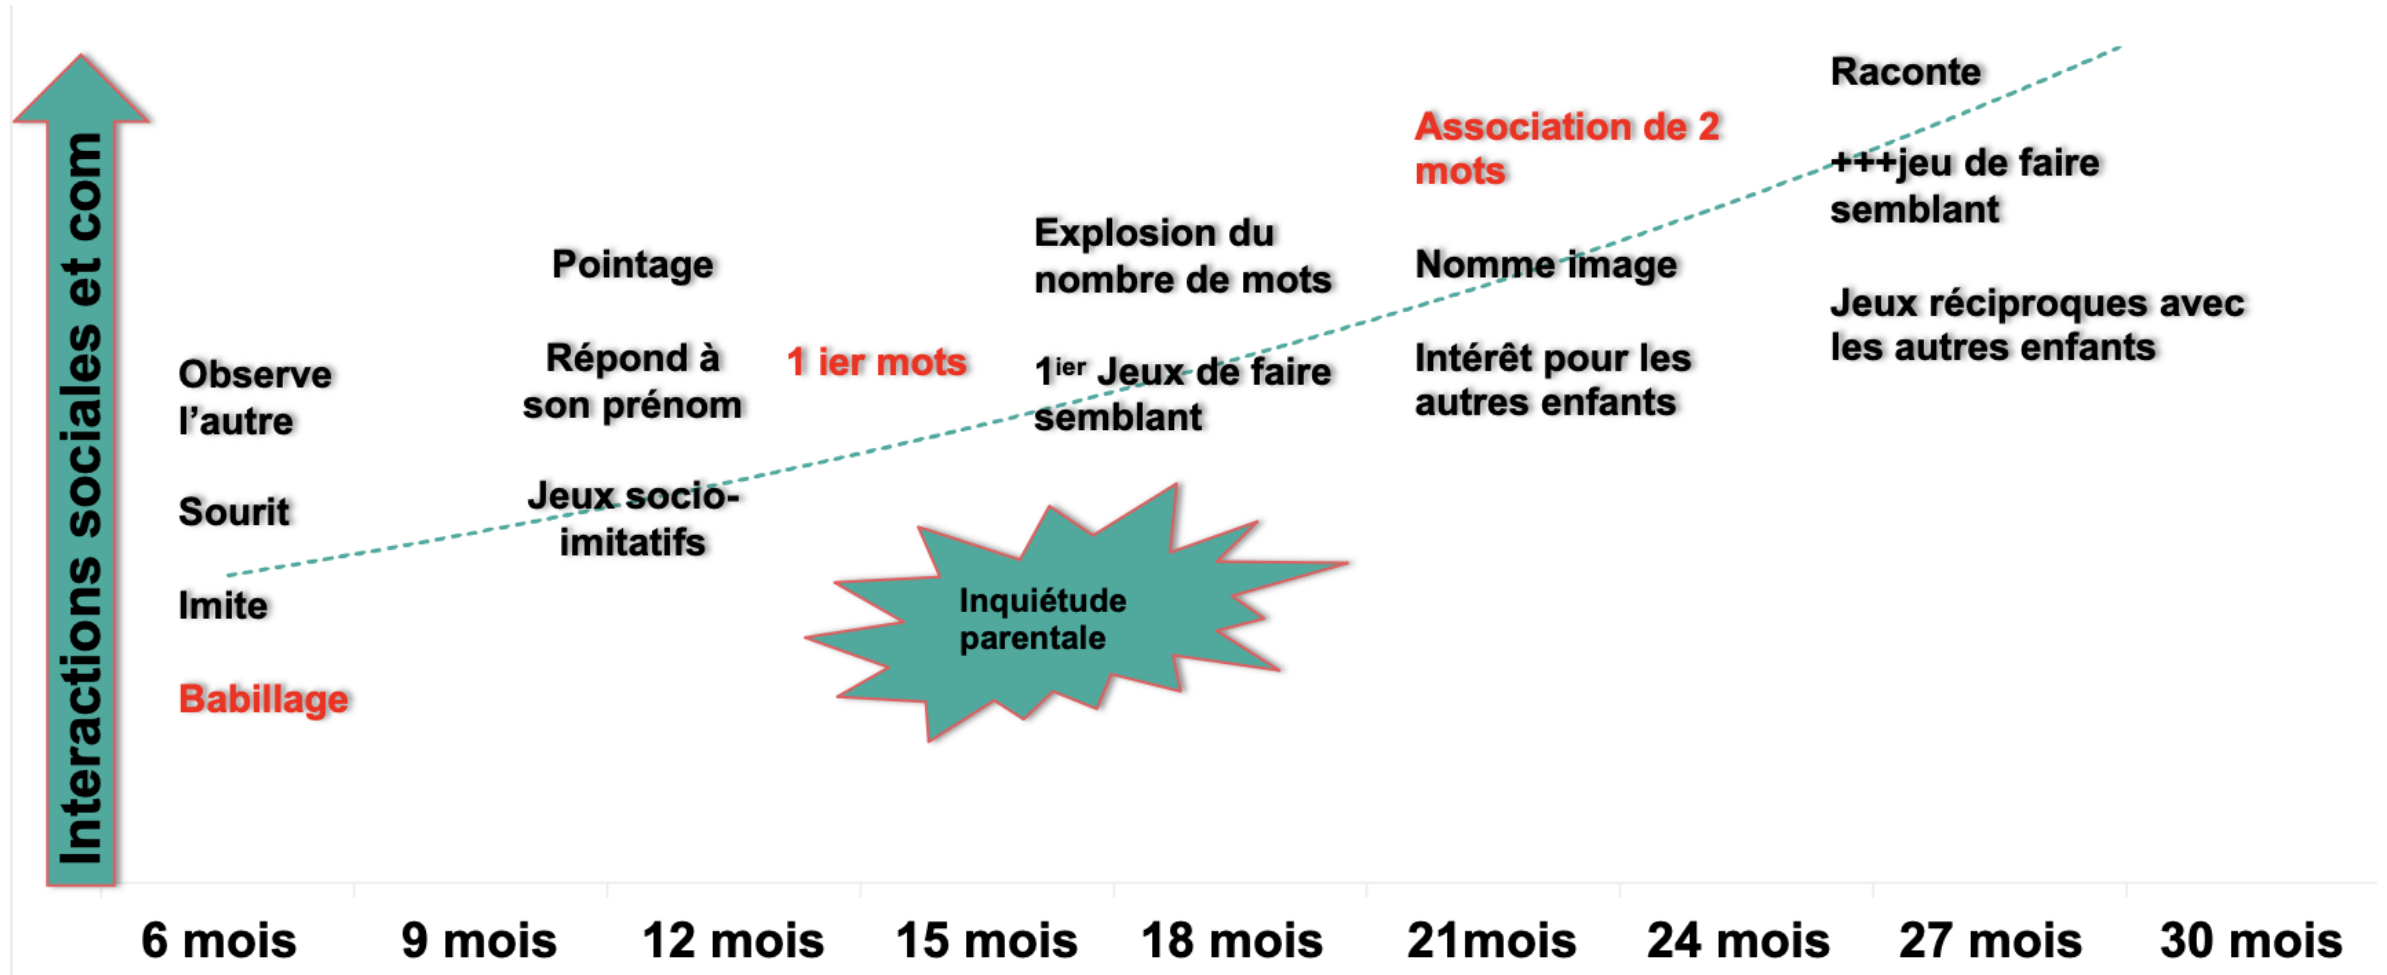 Interactions sociales et com
Observe
l’autre
Sourit
Imite
Babillage
Pointage
Répond à
son prénom
Jeux socio-
imitatifs
1 ier mots
Explosion du
nombre de mots
1ier Jeux de faire
semblant
Inquiétude
parentale
Association de 2
mots
Nomme image
Intérêt pour les
autres enfants
Raconte
+++jeu de faire
semblant
Jeux réciproques avec
les autres enfants
6 mois
9 mois
12 mois
15 mois
18 mois
21mois
24 mois
27 mois
30 mois